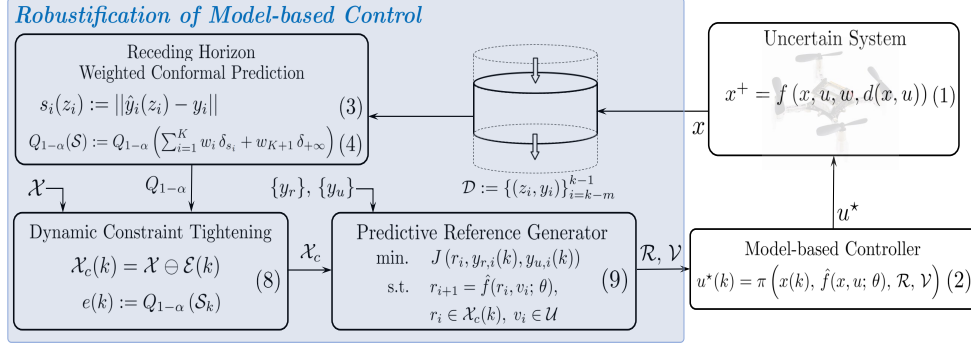 Robustification of Model-based Control
Receding Horizon
Weighted Conformal Prediction
s_i(z_i) := ||ŷ_i(z_i) − y_i|| (3)
Q_{1−α}(𝒮) := Q_{1−α} (∑_{i=1}^{K} w_i δ_{s_i} + w_{K+1} δ_{+∞}) (4)
𝒟 := {(z_i, y_i)}_{i=k−m}^{k−1}
Uncertain System
x⁺ = f (x, u, w, d(x, u)) (1)
x
𝒳
Q_{1−α}
{y_r}, {y_u}
u*
Dynamic Constraint Tightening
𝒳_c(k) = 𝒳 ⊖ ℰ(k)
(8)
e(k) := Q_{1−α} (𝒮_k)
𝒳_c
Predictive Reference Generator
min. J(r_i, y_{r,i}(k), y_{u,i}(k))
(9)
s.t. r_{i+1} = f̂(r_i, v_i; θ),
r_i ∈ 𝒳_c(k), v_i ∈ 𝒰
ℛ, 𝒱
Model-based Controller
u*(k) = π (x(k), f̂(x, u; θ), ℛ, 𝒱) (2)